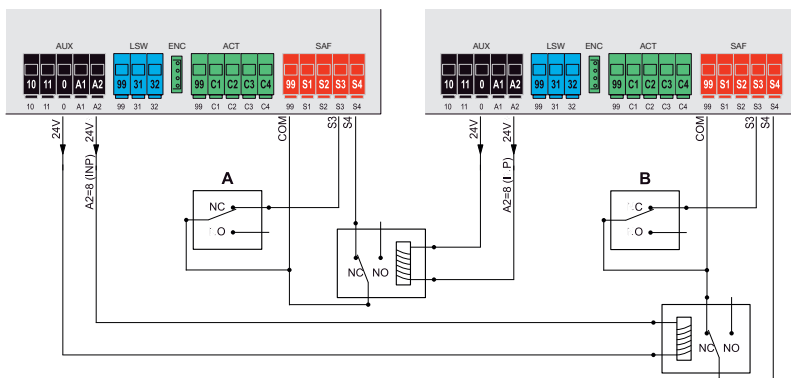 AUX LSW ENC ACT SAF
10 11 0 A1 A2 99 31 32 99 C1 C2 C3 C4 99 S1 S2 S3 S4
10 11 0 A1 A2 99 31 32 99 C1 C2 C3 C4 99 S1 S2 S3 S4
24V
24V
A2=8 (INP)
COM
S3
S4
A
NC
NC NO
AUX LSW ENC ACT SAF
10 11 0 A1 A2 99 31 32 99 C1 C2 C3 C4 99 S1 S2 S3 S4
10 11 0 A1 A2 99 31 32 99 C1 C2 C3 C4 99 S1 S2 S3 S4
24V
24V
A2=8
COM
S3
S4
B
NC NO